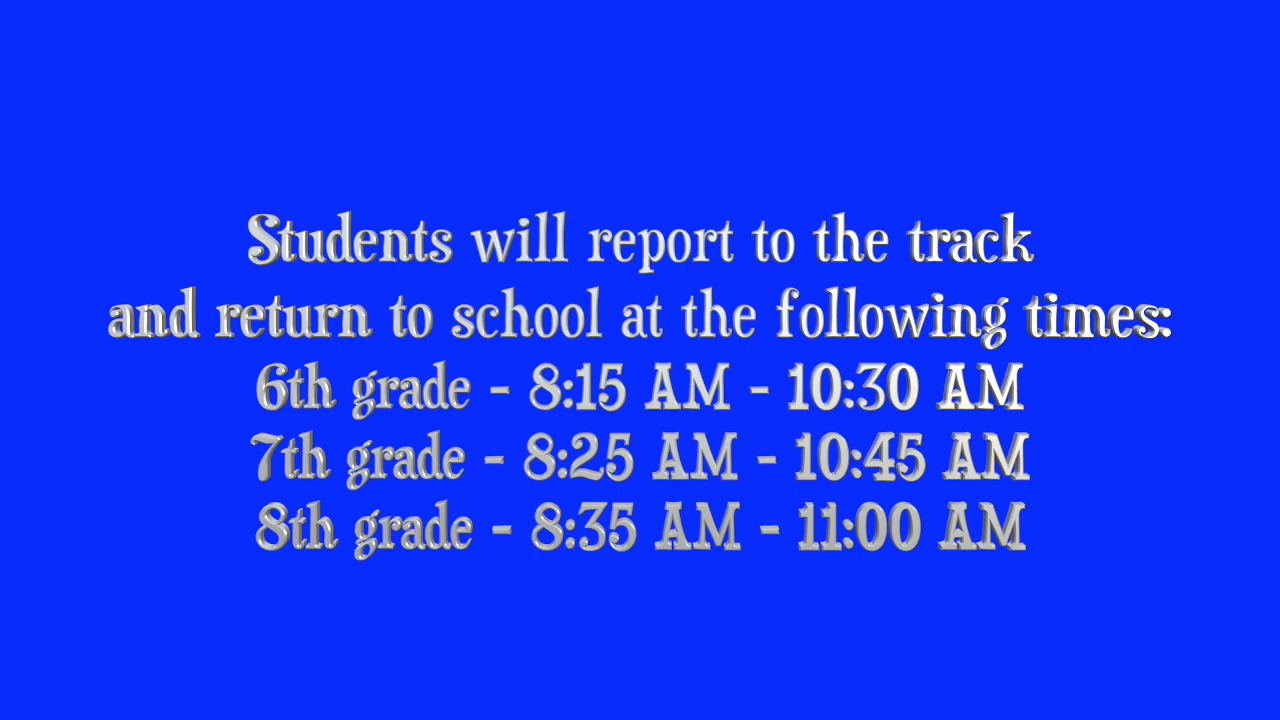 Students will report to the track
and return to school at the following times:
6th grade - 8:15 AM - 10:30 AM
7th grade - 8:25 AM - 10:45 AM
8th grade - 8:35 AM - 11:00 AM